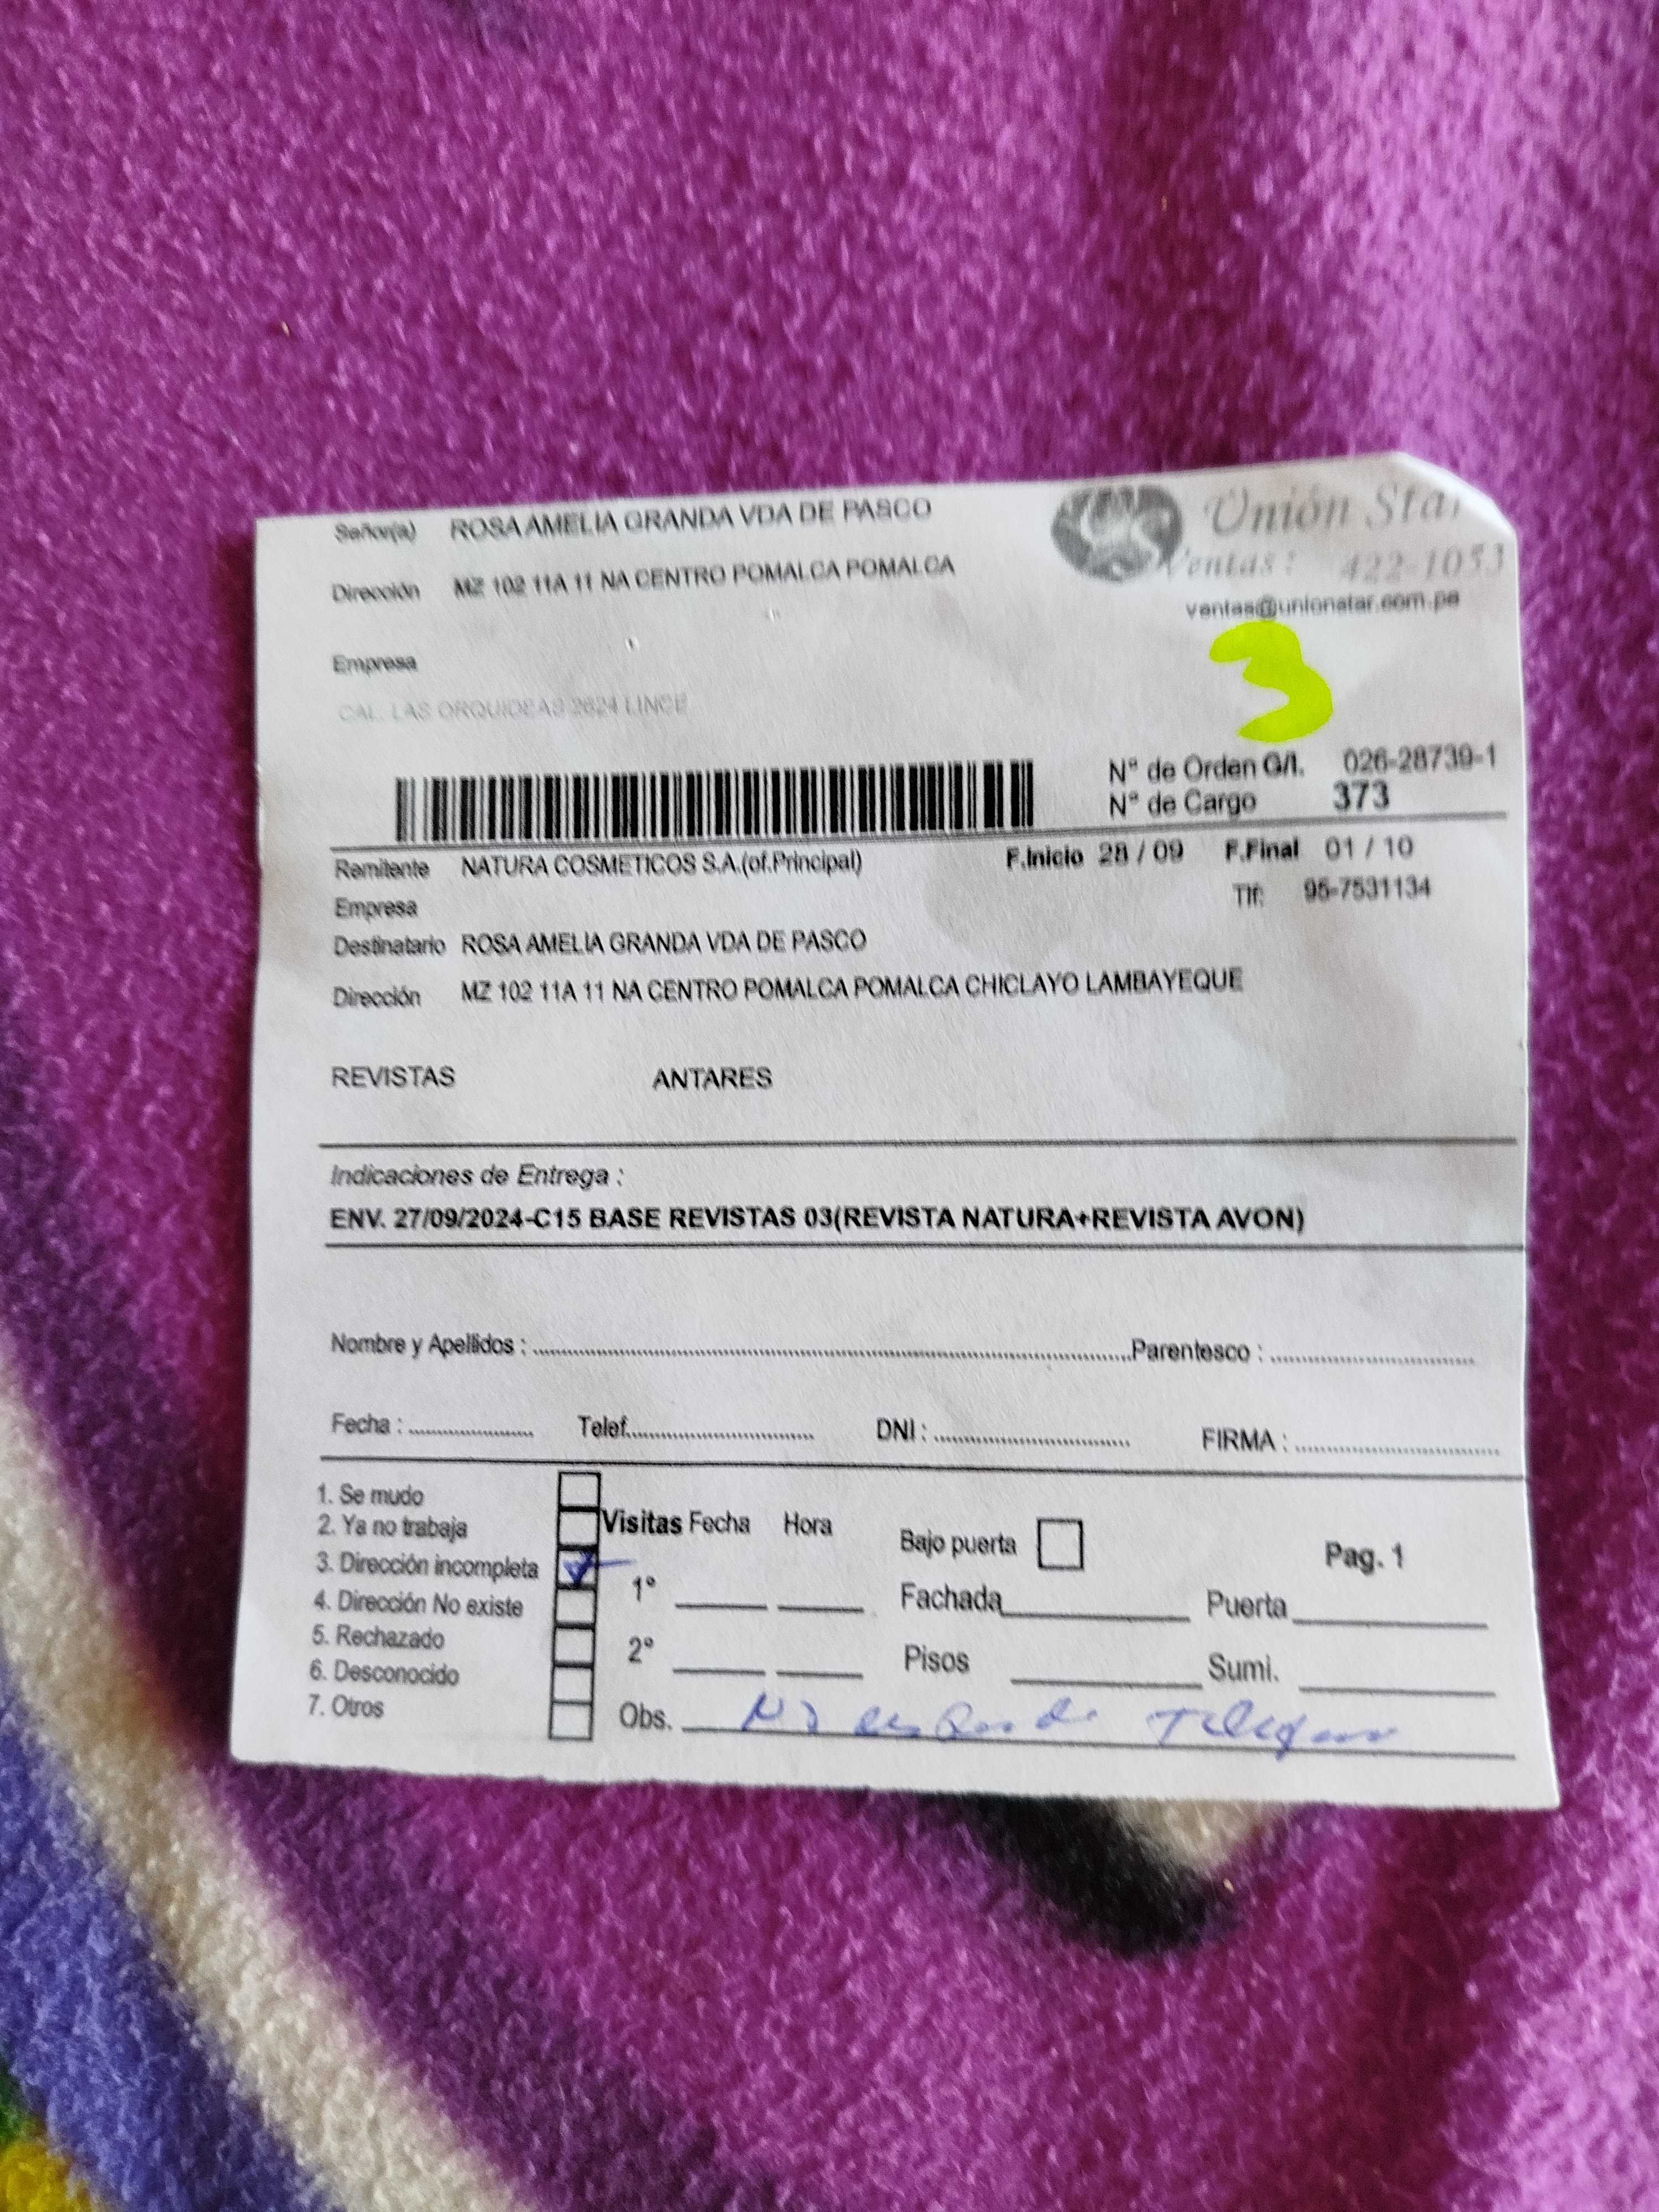 Señor(a) ROSA AMELIA GRANDA VDA DE PASCO
Unión Star
Dirección MZ 102 11A 11 NA CENTRO POMALCA POMALCA
Ventas: 422-1053
ventas@unionstar.com.pe
Empresa
3
CAL. LAS ORQUIDEAS 2624 LINCE
N° de Orden G/I. 026-28739-1
N° de Cargo 373
Remitente NATURA COSMETICOS S.A.(of.Principal) F.Inicio 28 / 09 F.Final 01 / 10
Empresa Tlf: 95-7531134
Destinatario ROSA AMELIA GRANDA VDA DE PASCO
Dirección MZ 102 11A 11 NA CENTRO POMALCA POMALCA CHICLAYO LAMBAYEQUE
REVISTAS ANTARES
Indicaciones de Entrega :
ENV. 27/09/2024-C15 BASE REVISTAS 03(REVISTA NATURA+REVISTA AVON)
Nombre y Apellidos : Parentesco :
Fecha : Telef. DNI : FIRMA :
1. Se mudo
2. Ya no trabaja Visitas Fecha Hora Bajo puerta Pag. 1
3. Dirección incompleta 1° Fachada Puerta
4. Dirección No existe
5. Rechazado 2° Pisos Sumi.
6. Desconocido
7. Otros Obs. No responde Telefono